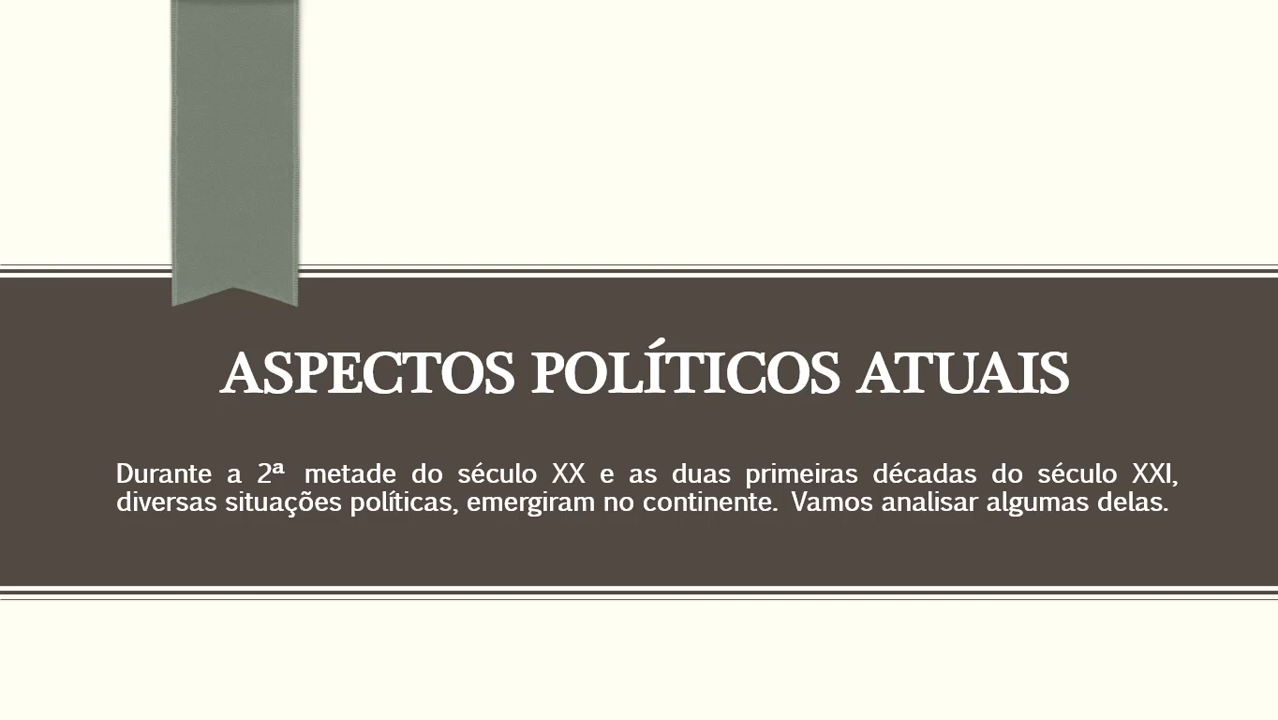 ASPECTOS POLÍTICOS ATUAIS
Durante a 2ª metade do século XX e as duas primeiras décadas do século XXI,
diversas situações políticas, emergiram no continente. Vamos analisar algumas delas.